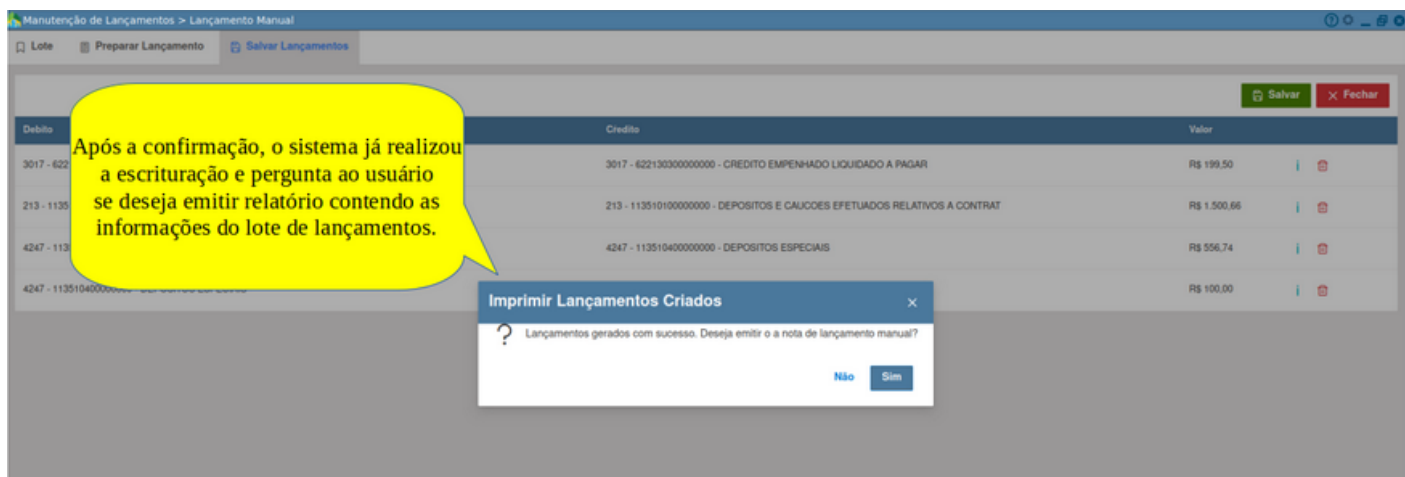 Manutenção de Lançamentos > Lançamento Manual
Lote Preparar Lançamento Salvar Lançamentos
Salvar Fechar
Debito Credito Valor
Após a confirmação, o sistema já realizou
a escrituração e pergunta ao usuário
se deseja emitir relatório contendo as
informações do lote de lançamentos.
3017 - 622 3017 - 622130300000000 - CREDITO EMPENHADO LIQUIDADO A PAGAR R$ 199,50
213 - 1135 213 - 113510100000000 - DEPOSITOS E CAUCOES EFETUADOS RELATIVOS A CONTRAT R$ 1.500,66
4247 - 113 4247 - 113510400000000 - DEPOSITOS ESPECIAIS R$ 556,74
4247 - 113510400000000 - R$ 100,00
Imprimir Lançamentos Criados
Lançamentos gerados com sucesso. Deseja emitir o a nota de lançamento manual?
Não Sim